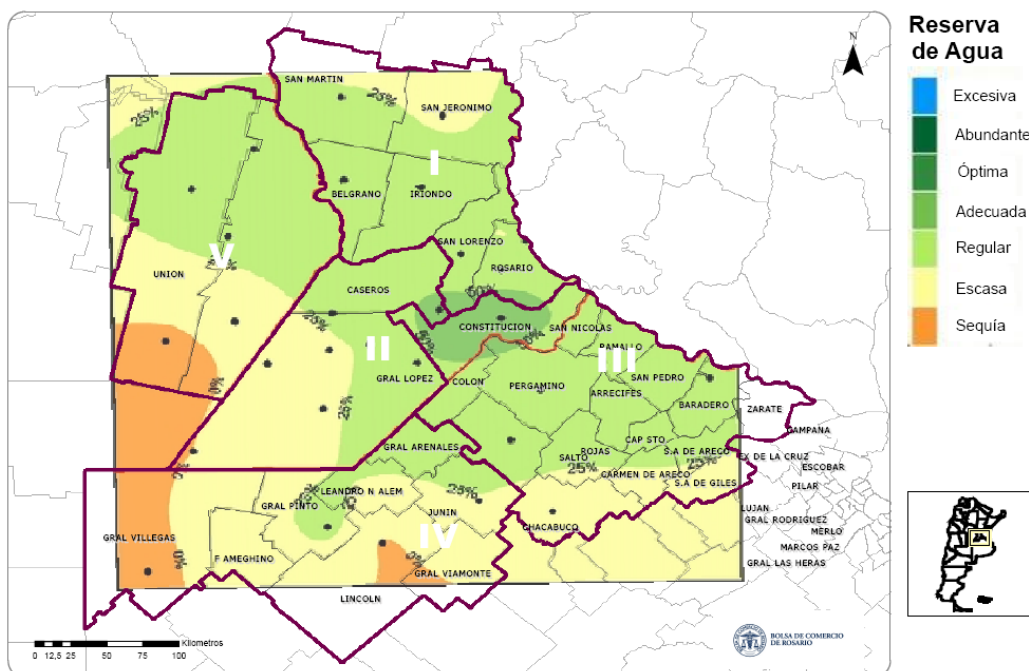 Reserva
de Agua
Excesiva
Abundante
Óptima
Adecuada
Regular
Escasa
Sequía
N
SAN MARTIN
25%
SAN JERONIMO
25%
I
BELGRANO
IRIONDO
SAN LORENZO
V
UNION
ROSARIO
CASEROS
50%
25%
CONSTITUCION
SAN NICOLAS
II
III
RAMALLO
GRAL LOPEZ
COLON
PERGAMINO
SAN PEDRO
ARRECIFES
BARADERO
ZARATE
25%
CAMPANA
GRAL ARENALES
CAP STO
ROJAS
SALTO
S.A DE ARECO
EX DE LA CRUZ
25%
25%
CARMEN DE ARECO
ESCOBAR
S.A DE GILES
PILAR
LEANDRO N ALEM
25%
GRAL PINTO
JUNIN
LUJAN
GRAL RODRIGUEZ
IV
CHACABUCO
MERLO
GRAL VILLEGAS
MARCOS PAZ
F AMEGHINO
0%
GRAL VIAMONTE
GRAL LAS HERAS
LINCOLN
Kilometros
0 12,5 25 50 75 100
BOLSA DE COMERCIO
DE ROSARIO